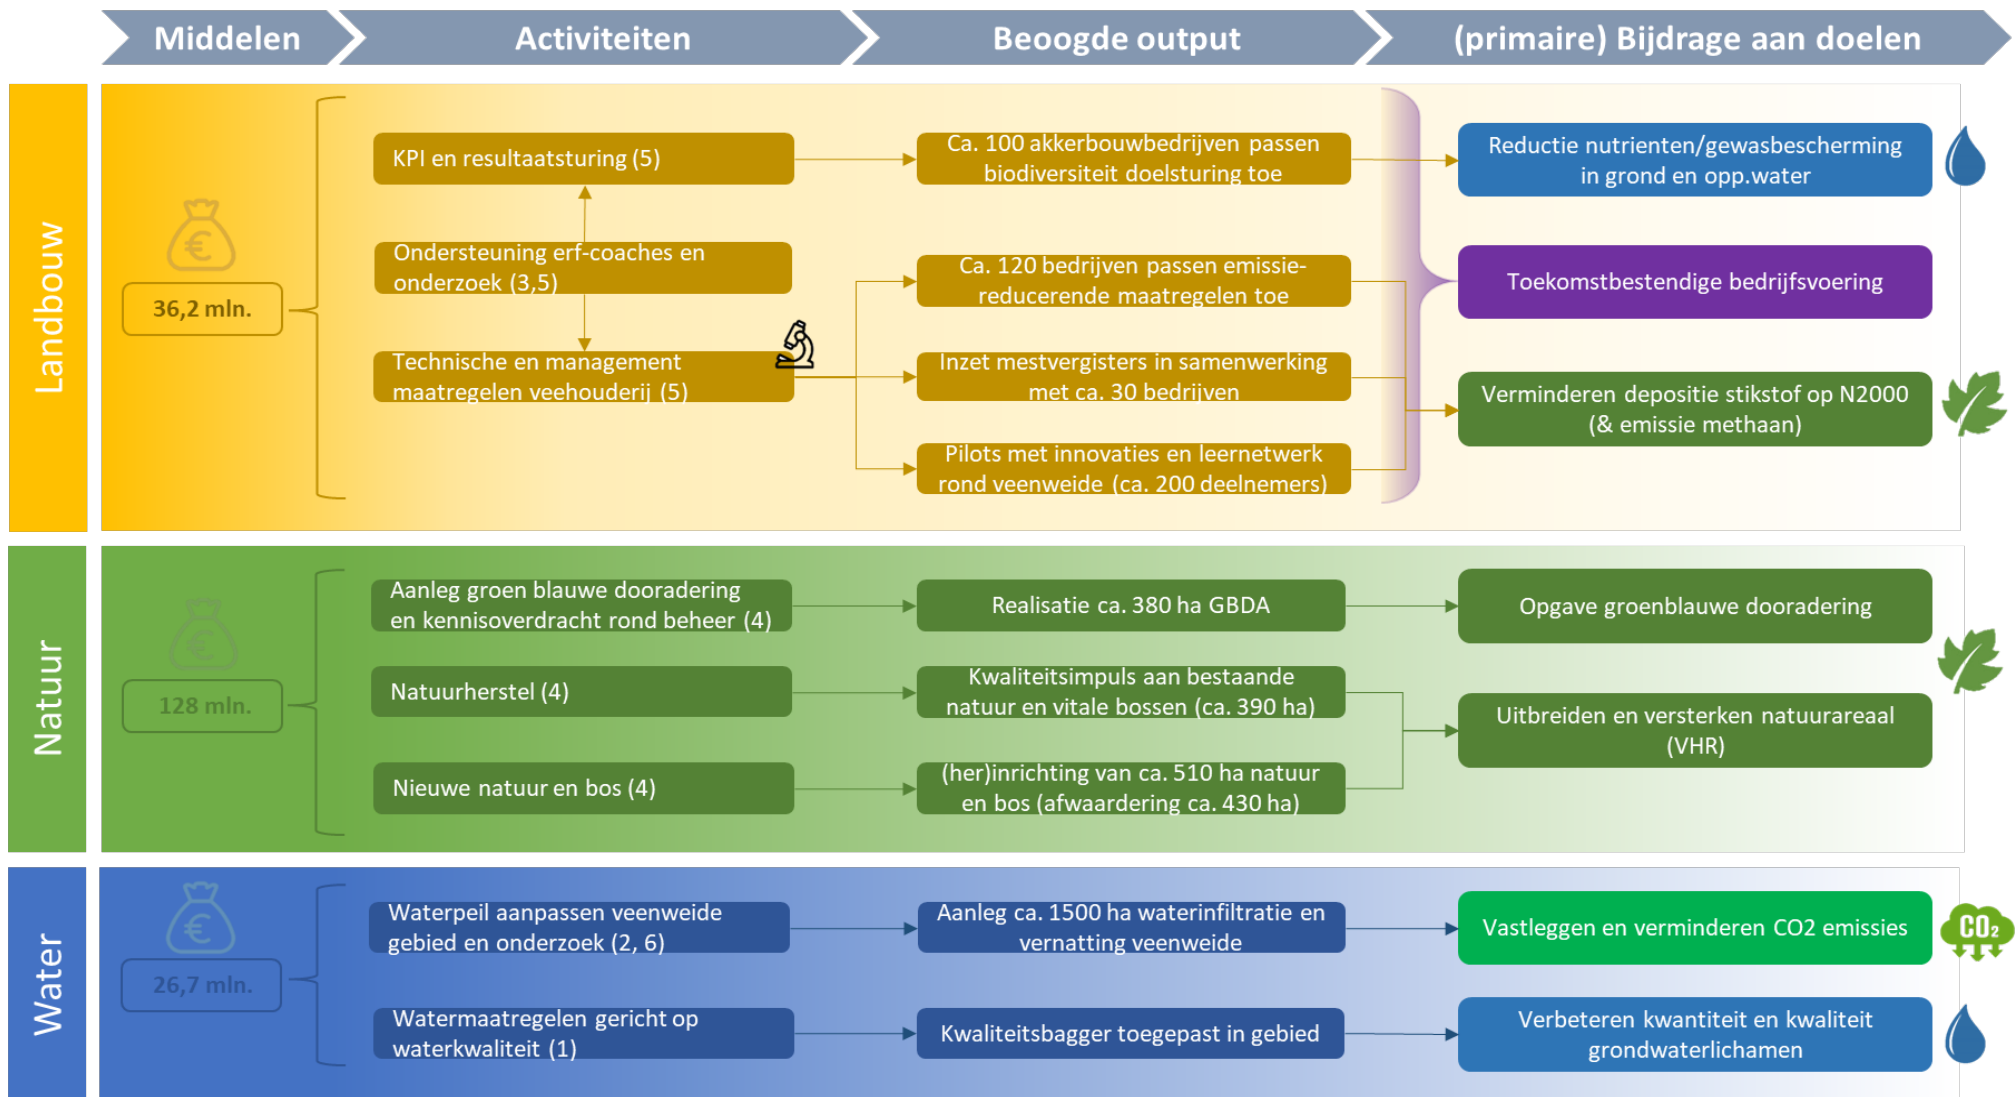 Middelen
Activiteiten
Beoogde output
(primaire) Bijdrage aan doelen
Landbouw
€
36,2 mln.
KPI en resultaatsturing (5)
Ondersteuning erf-coaches en
onderzoek (3,5)
Technische en management
maatregelen veehouderij (5)
Ca. 100 akkerbouwbedrijven passen
biodiversiteit doelsturing toe
Ca. 120 bedrijven passen emissie-
reducerende maatregelen toe
Inzet mestvergisters in samenwerking
met ca. 30 bedrijven
Pilots met innovaties en leernetwerk
rond veenweide (ca. 200 deelnemers)
Reductie nutrienten/gewasbescherming
in grond en opp.water
Toekomstbestendige bedrijfsvoering
Verminderen depositie stikstof op N2000
(& emissie methaan)
Natuur
€
128 mln.
Aanleg groen blauwe dooradering
en kennisoverdracht rond beheer (4)
Natuurherstel (4)
Nieuwe natuur en bos (4)
Realisatie ca. 380 ha GBDA
Kwaliteitsimpuls aan bestaande
natuur en vitale bossen (ca. 390 ha)
(her)inrichting van ca. 510 ha natuur
en bos (afwaardering ca. 430 ha)
Opgave groenblauwe dooradering
Uitbreiden en versterken natuurareaal
(VHR)
Water
€
26,7 mln.
Waterpeil aanpassen veenweide
gebied en onderzoek (2, 6)
Watermaatregelen gericht op
waterkwaliteit (1)
Aanleg ca. 1500 ha waterinfiltratie en
vernatting veenweide
Kwaliteitsbagger toegepast in gebied
Vastleggen en verminderen CO2 emissies
CO₂
Verbeteren kwantiteit en kwaliteit
grondwaterlichamen